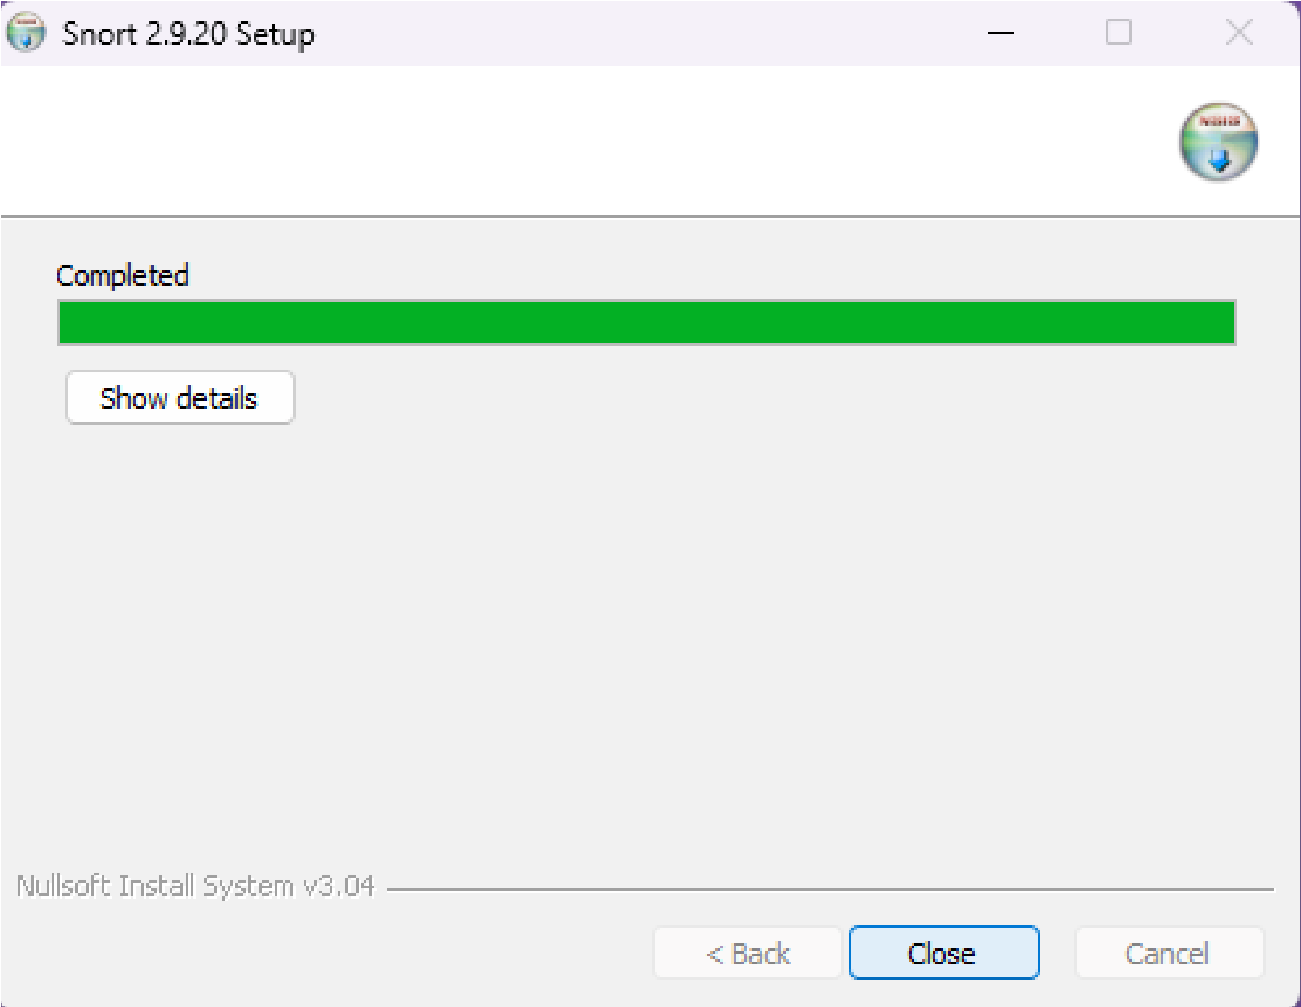 Snort 2.9.20 Setup
Completed
Show details
Nullsoft Install System v3.04
< Back
Close
Cancel